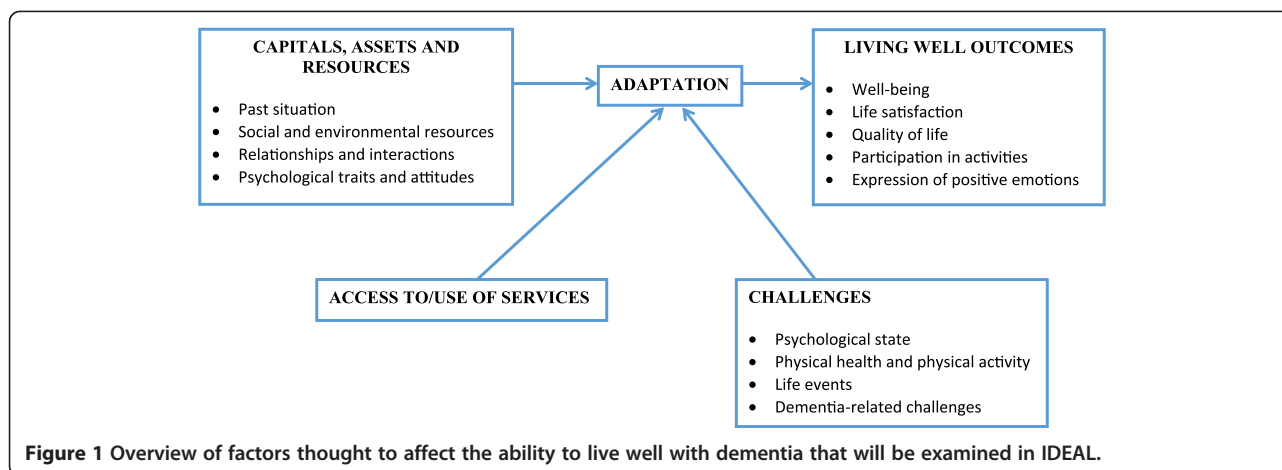 CAPITALS, ASSETS AND
RESOURCES
• Past situation
• Social and environmental resources
• Relationships and interactions
• Psychological traits and attitudes
ADAPTATION
LIVING WELL OUTCOMES
• Well-being
• Life satisfaction
• Quality of life
• Participation in activities
• Expression of positive emotions
ACCESS TO/USE OF SERVICES
CHALLENGES
• Psychological state
• Physical health and physical activity
• Life events
• Dementia-related challenges
Figure 1 Overview of factors thought to affect the ability to live well with dementia that will be examined in IDEAL.